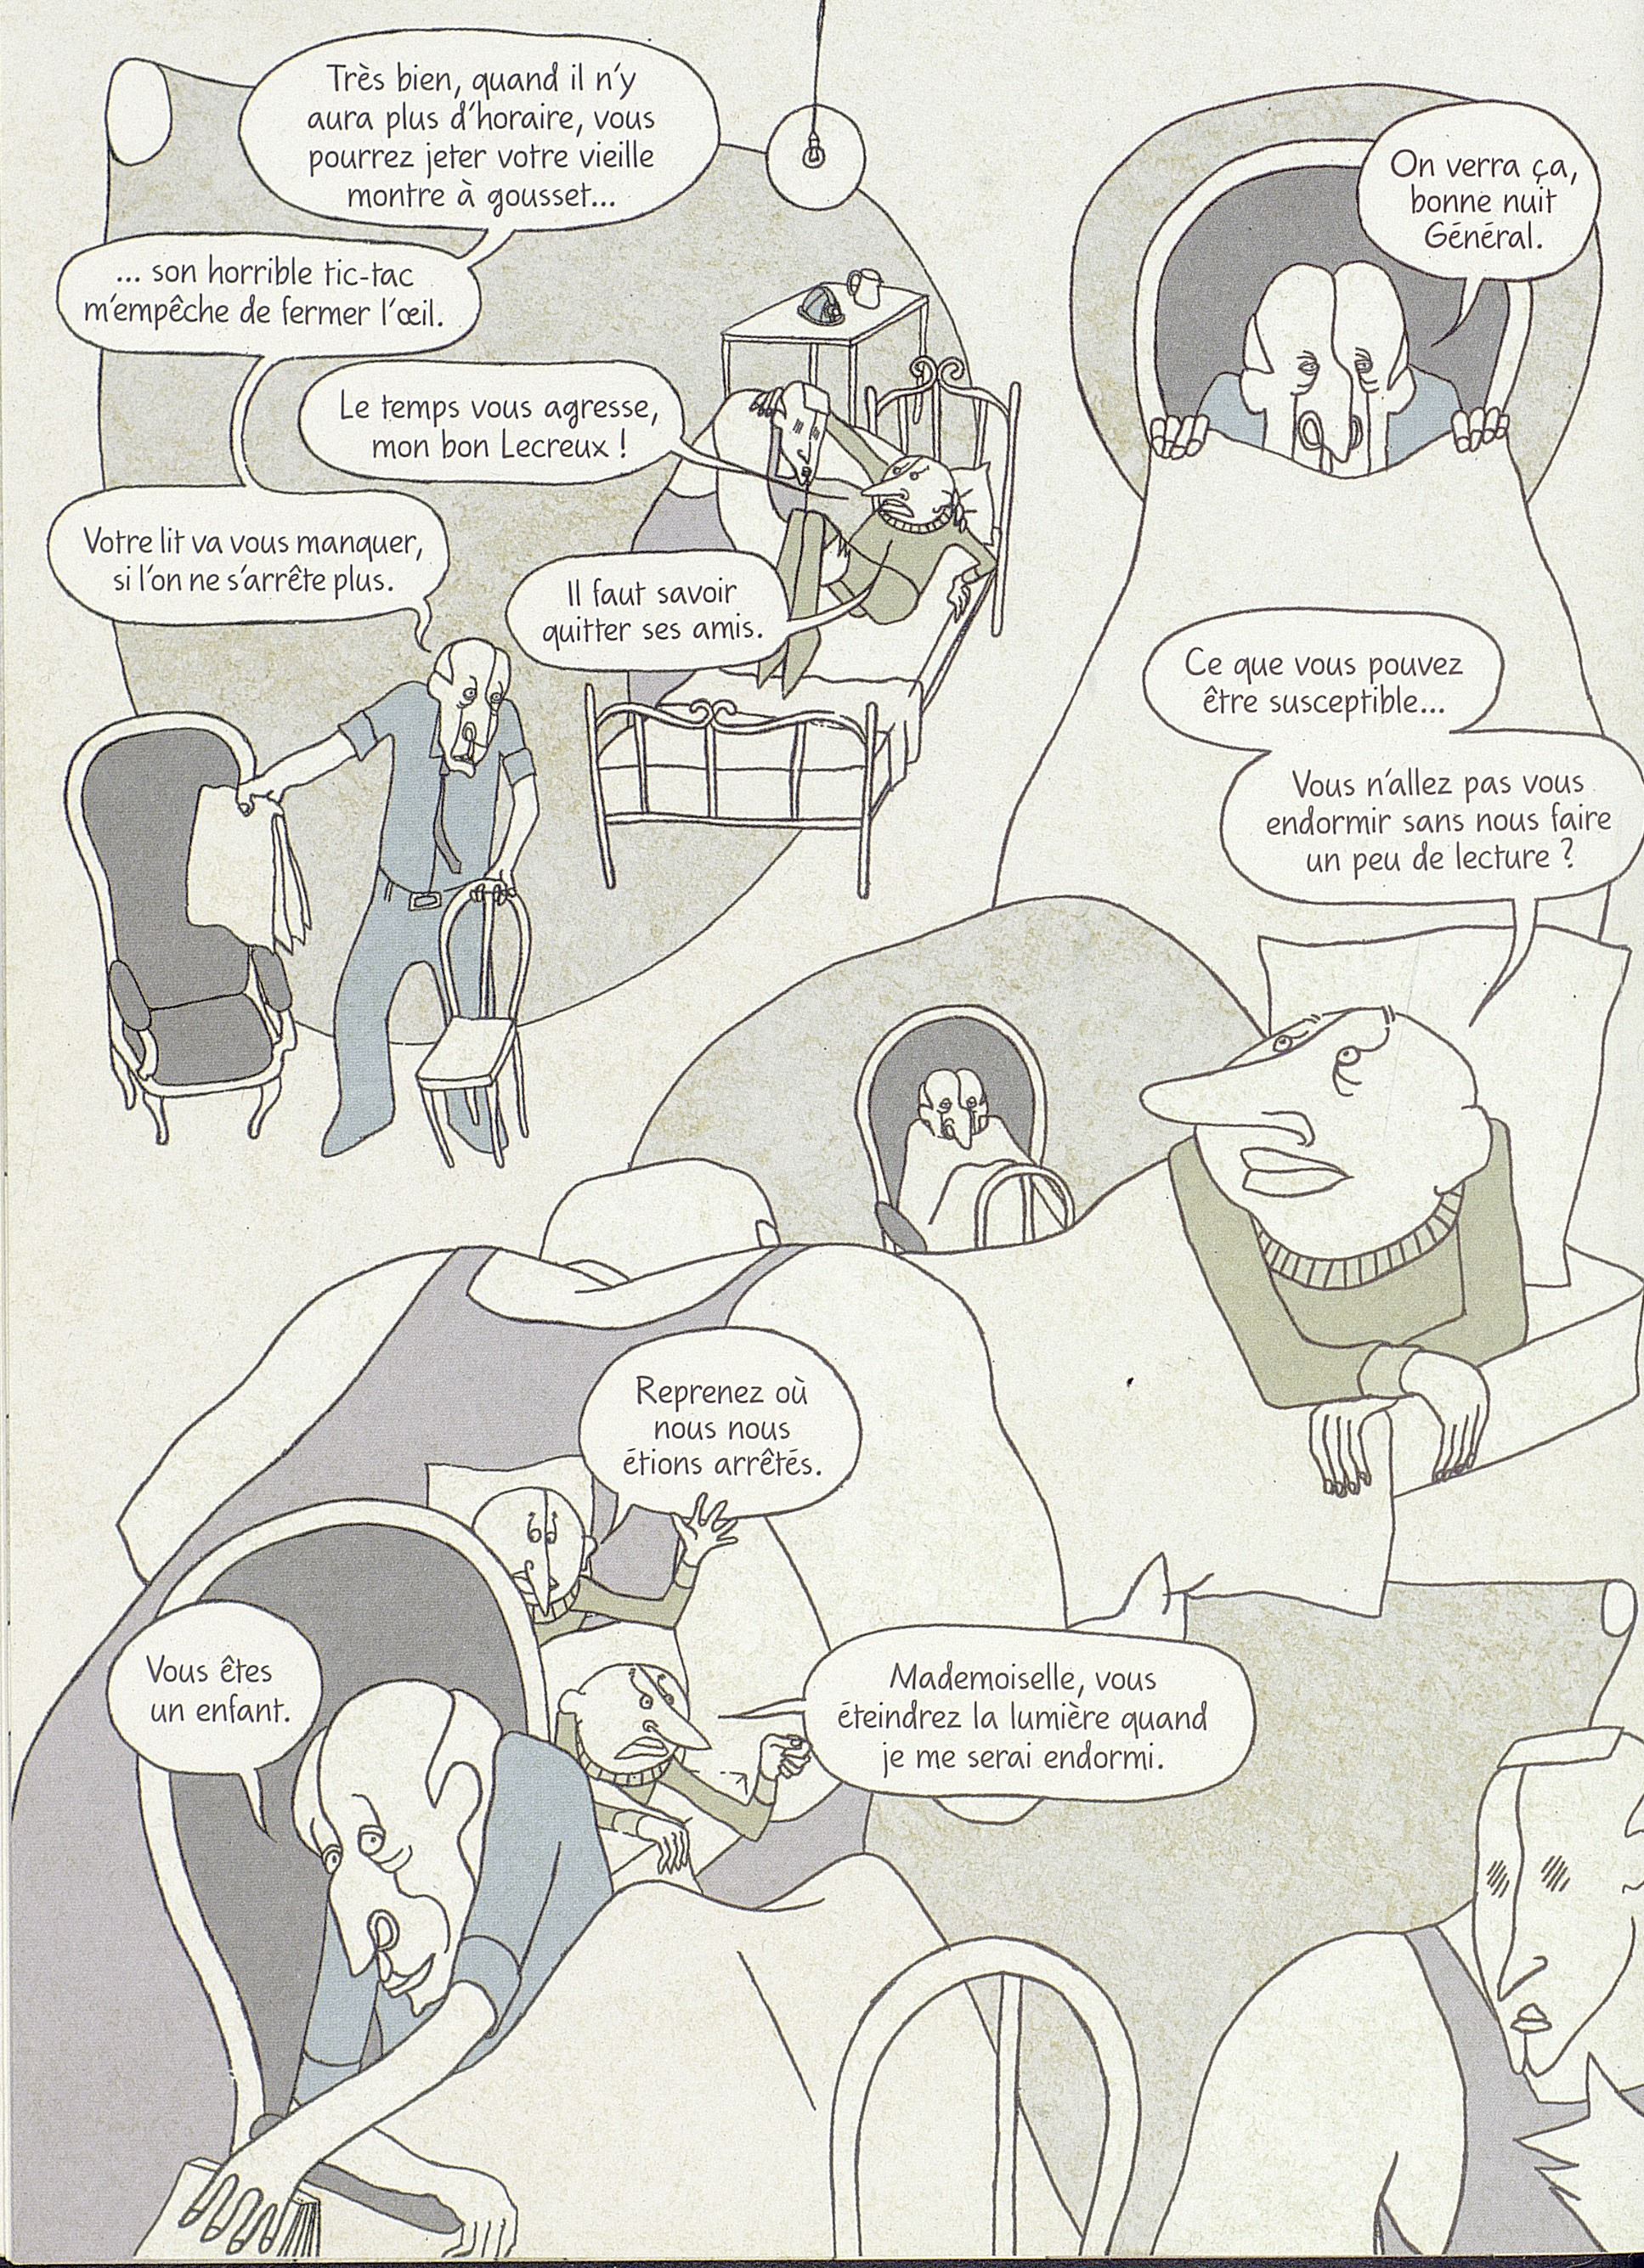 Très bien, quand il n'y
aura plus d'horaire, vous
pourrez jeter votre vieille
montre à gousset...
... son horrible tic-tac
m'empêche de fermer l'œil.
Le temps vous agresse,
mon bon Lecreux !
Votre lit va vous manquer,
si l'on ne s'arrête plus.
Il faut savoir
quitter ses amis.
On verra ça,
bonne nuit
Général.
Ce que vous pouvez
être susceptible...
Vous n'allez pas vous
endormir sans nous faire
un peu de lecture ?
Reprenez où
nous nous
étions arrêtés.
Vous êtes
un enfant.
Mademoiselle, vous
éteindrez la lumière quand
je me serai endormi.